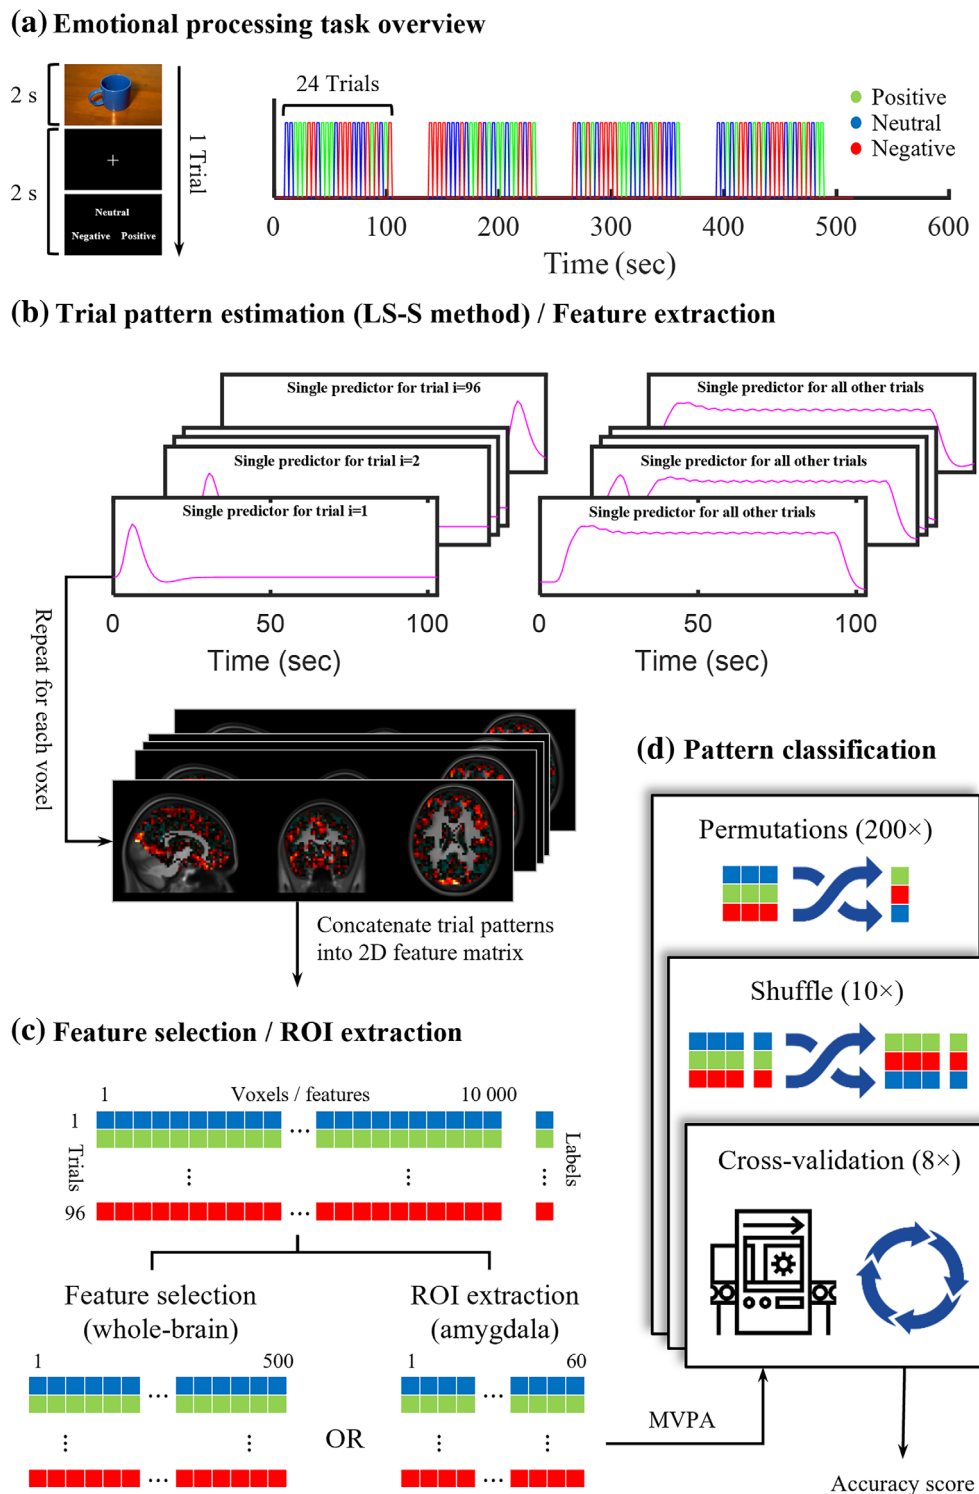 (a) Emotional processing task overview
2 s
2 s
Neutral
Negative Positive
1 Trial
24 Trials
Positive
Neutral
Negative
0 100 200 300 400 500 600
Time (sec)
(b) Trial pattern estimation (LS-S method) / Feature extraction
Single predictor for trial i=96
Single predictor for trial i=2
Single predictor for trial i=1
0 50 100
Time (sec)
Single predictor for all other trials
Single predictor for all other trials
Single predictor for all other trials
0 50 100
Time (sec)
Repeat for each voxel
Concatenate trial patterns
into 2D feature matrix
(c) Feature selection / ROI extraction
1 Voxels / features 10 000
1
Trials
96
Labels
Feature selection
(whole-brain)
1 500
OR
ROI extraction
(amygdala)
1 60
MVPA
(d) Pattern classification
Permutations (200×)
Shuffle (10×)
Cross-validation (8×)
Accuracy score